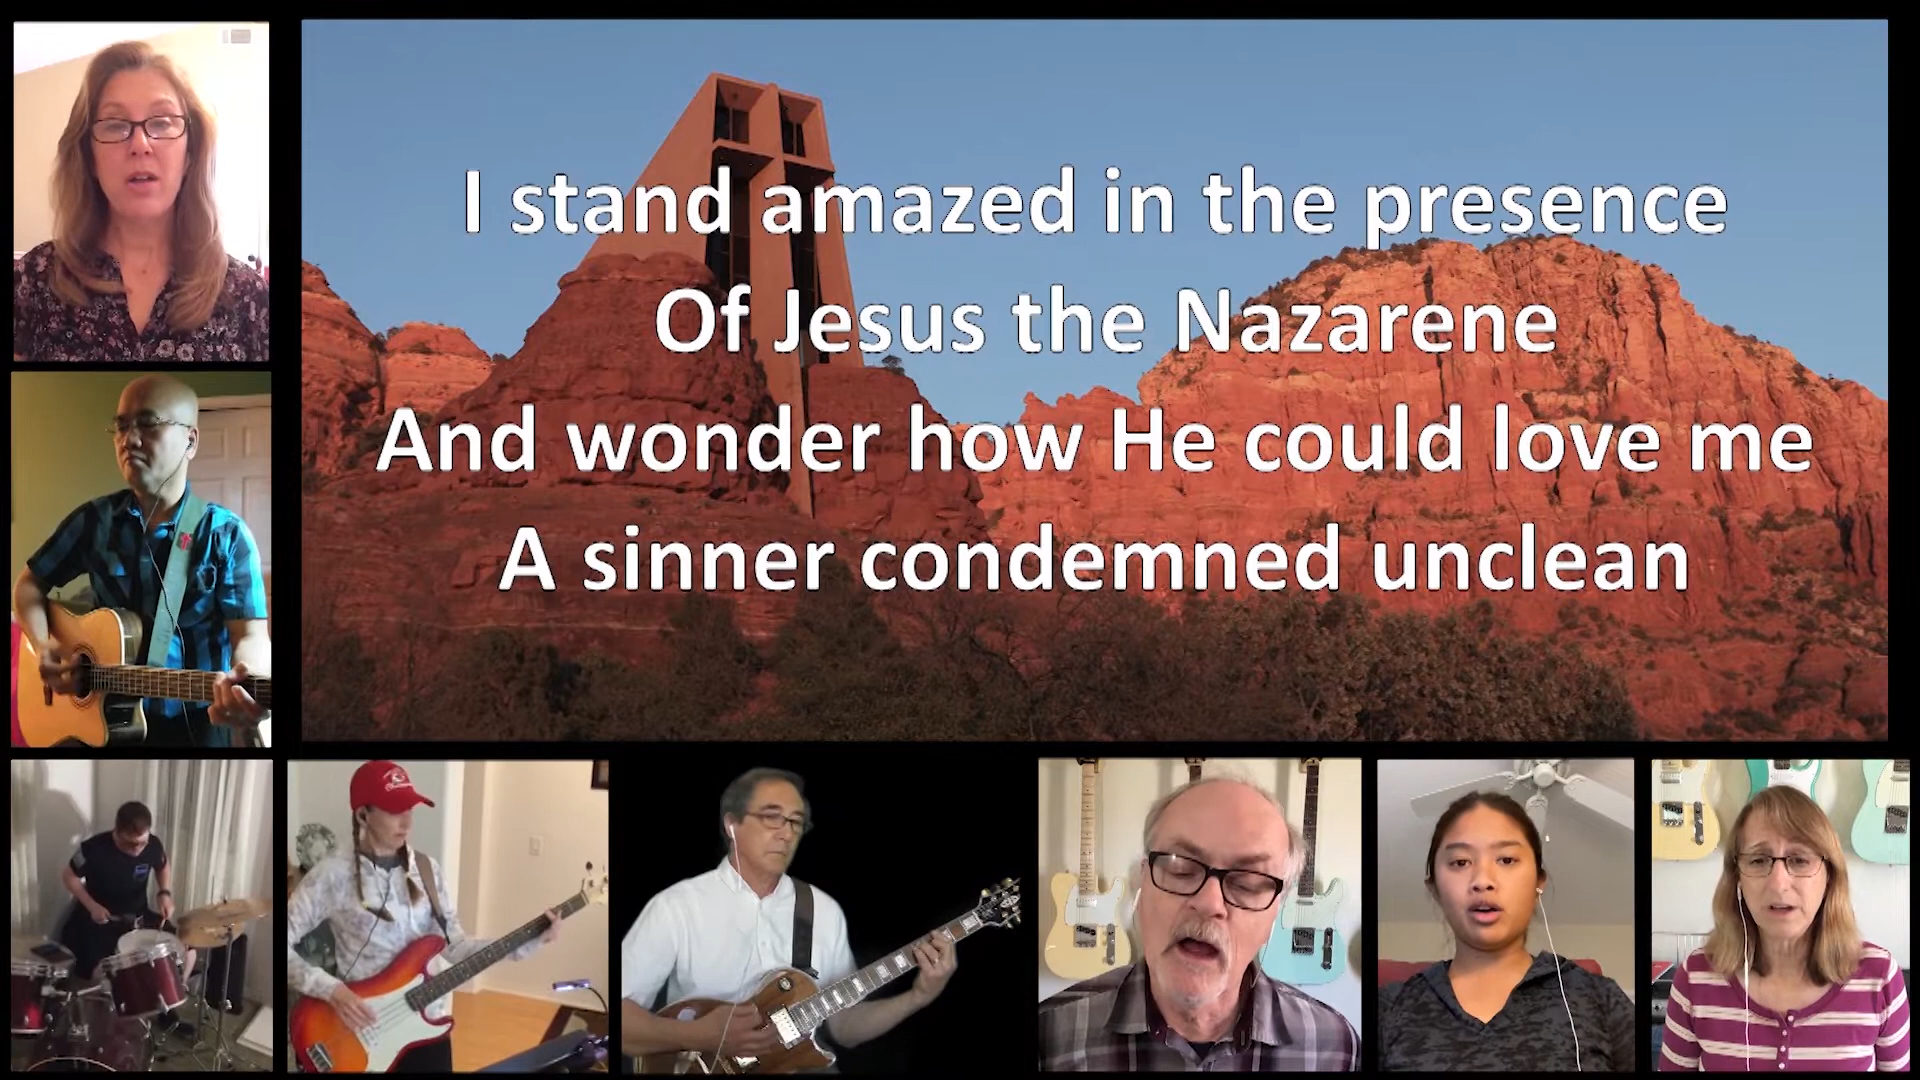 I stand amazed in the presence
Of Jesus the Nazarene
And wonder how He could love me
A sinner condemned unclean